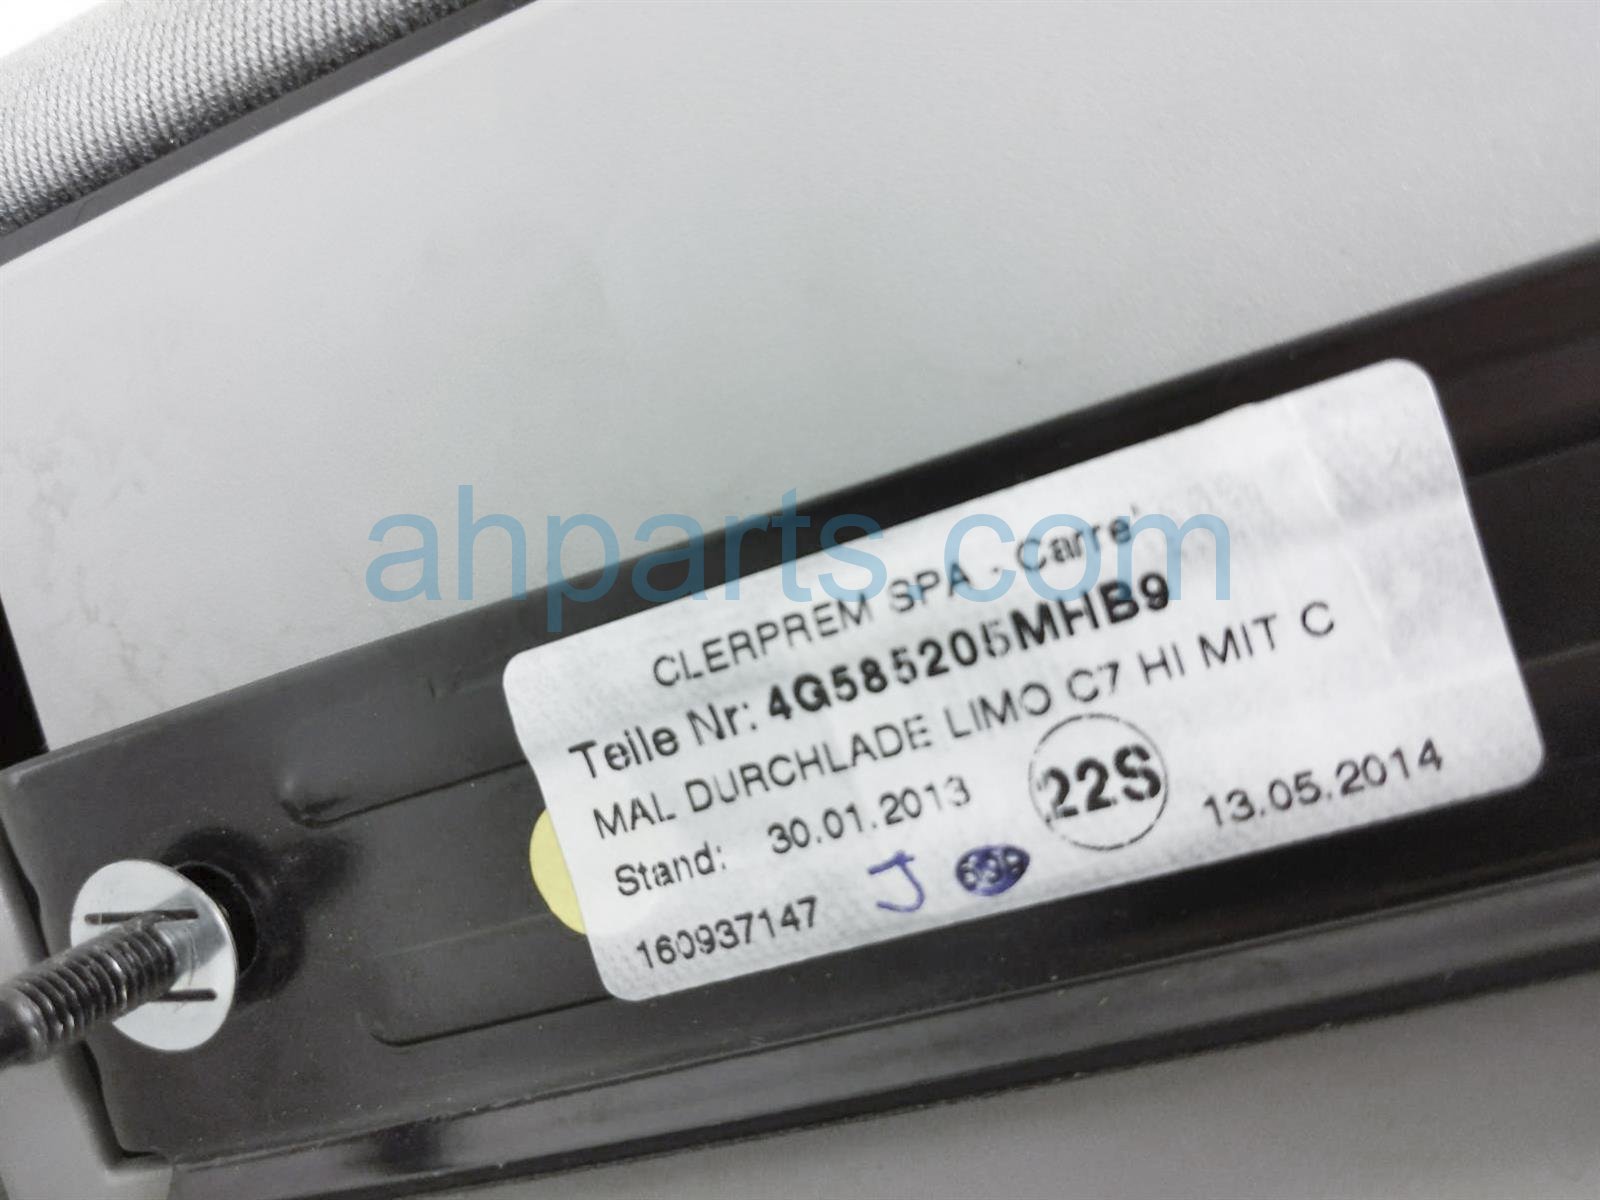 ahparts.com
CLERPREM SPA - Carre'
Teile Nr: 4G5885205MHB9
MAL DURCHLADE LIMO C7 HI MIT C
Stand: 30.01.2013 22S 13.05.2014
160937147 J